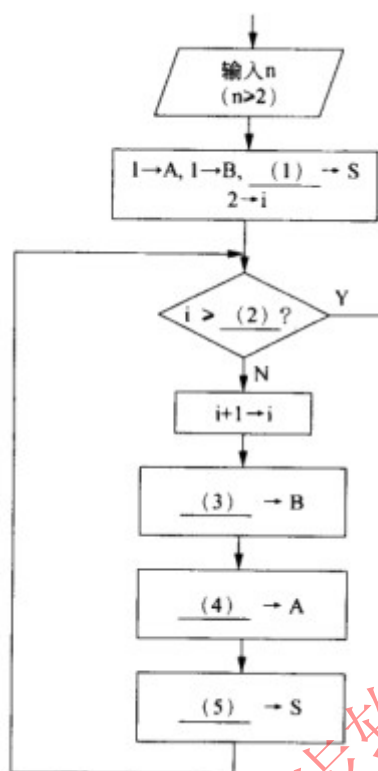 输入n
(n≥2)
1→A, 1→B, (1) → S
2→i
i ≥ (2) ?
Y
N
i+1→i
(3) → B
(4) → A
(5) → S